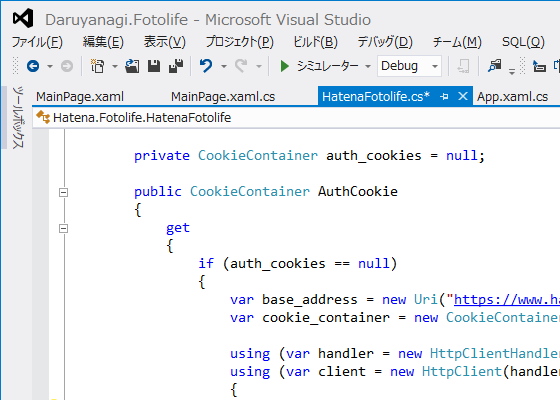 Daruyanagi.Fotolife - Microsoft Visual Studio
ファイル(F) 編集(E) 表示(V) プロジェクト(P) ビルド(B) デバッグ(D) チーム(M) SQL(Q)
シミュレーター Debug
ツールボックス
MainPage.xaml MainPage.xaml.cs HatenaFotolife.cs* App.xaml.cs
Hatena.Fotolife.HatenaFotolife
private CookieContainer auth_cookies = null;
public CookieContainer AuthCookie
{
get
{
if (auth_cookies == null)
{
var base_address = new Uri("https://www.ha
var cookie_container = new CookieContainer
using (var handler = new HttpClientHandler
using (var client = new HttpClient(handler
{